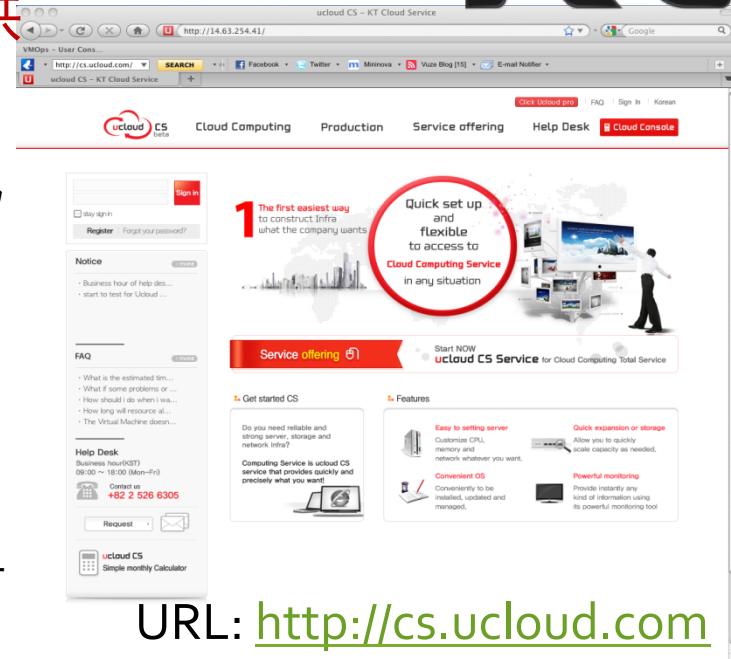 ucloud CS – KT Cloud Service
http://14.63.254.41/
Google
VMOps – User Cons...
http://cs.ucloud.com/ SEARCH Facebook Twitter Mininova Vuze Blog [15] E-mail Notifier
ucloud CS – KT Cloud Service
Click Ucloud pro FAQ Sign In Korean
ucloud CS beta Cloud Computing Production Service offering Help Desk Cloud Console
Sign in
stay sign in
Register Forgot your password?
Notice
· Business hour of help des...
· start to test for Ucloud ...
FAQ
· What is the estimated tim...
· What if some problems or ...
· How should i do when i wa...
· How long will resource al...
· The Virtual Machine doesn...
Help Desk
Business hour(KST)
09:00 ~ 18:00 (Mon–Fri)
Contact us
+82 2 526 6305
Request
ucloud CS
Simple monthly Calculator
1 The first easiest way
to construct Infra
what the company wants
Quick set up
and
flexible
to access to
Cloud Computing Service
in any situation
Service offering
Start NOW
ucloud CS Service for Cloud Computing Total Service
Get started CS
Do you need reliable and
strong server, storage and
network Infra?
Computing Service is ucloud CS
service that provides quickly and
precisely what you want!
Features
Easy to setting server
Customize CPU,
memory and
network whatever you want.
Quick expansion or storage
Allow you to quickly
scale capacity as needed,
Convenient OS
Conveniently to be
installed, updated and
managed,
Powerful monitoring
Provide instantly any
kind of information using
its powerful monitoring tool
URL: http://cs.ucloud.com